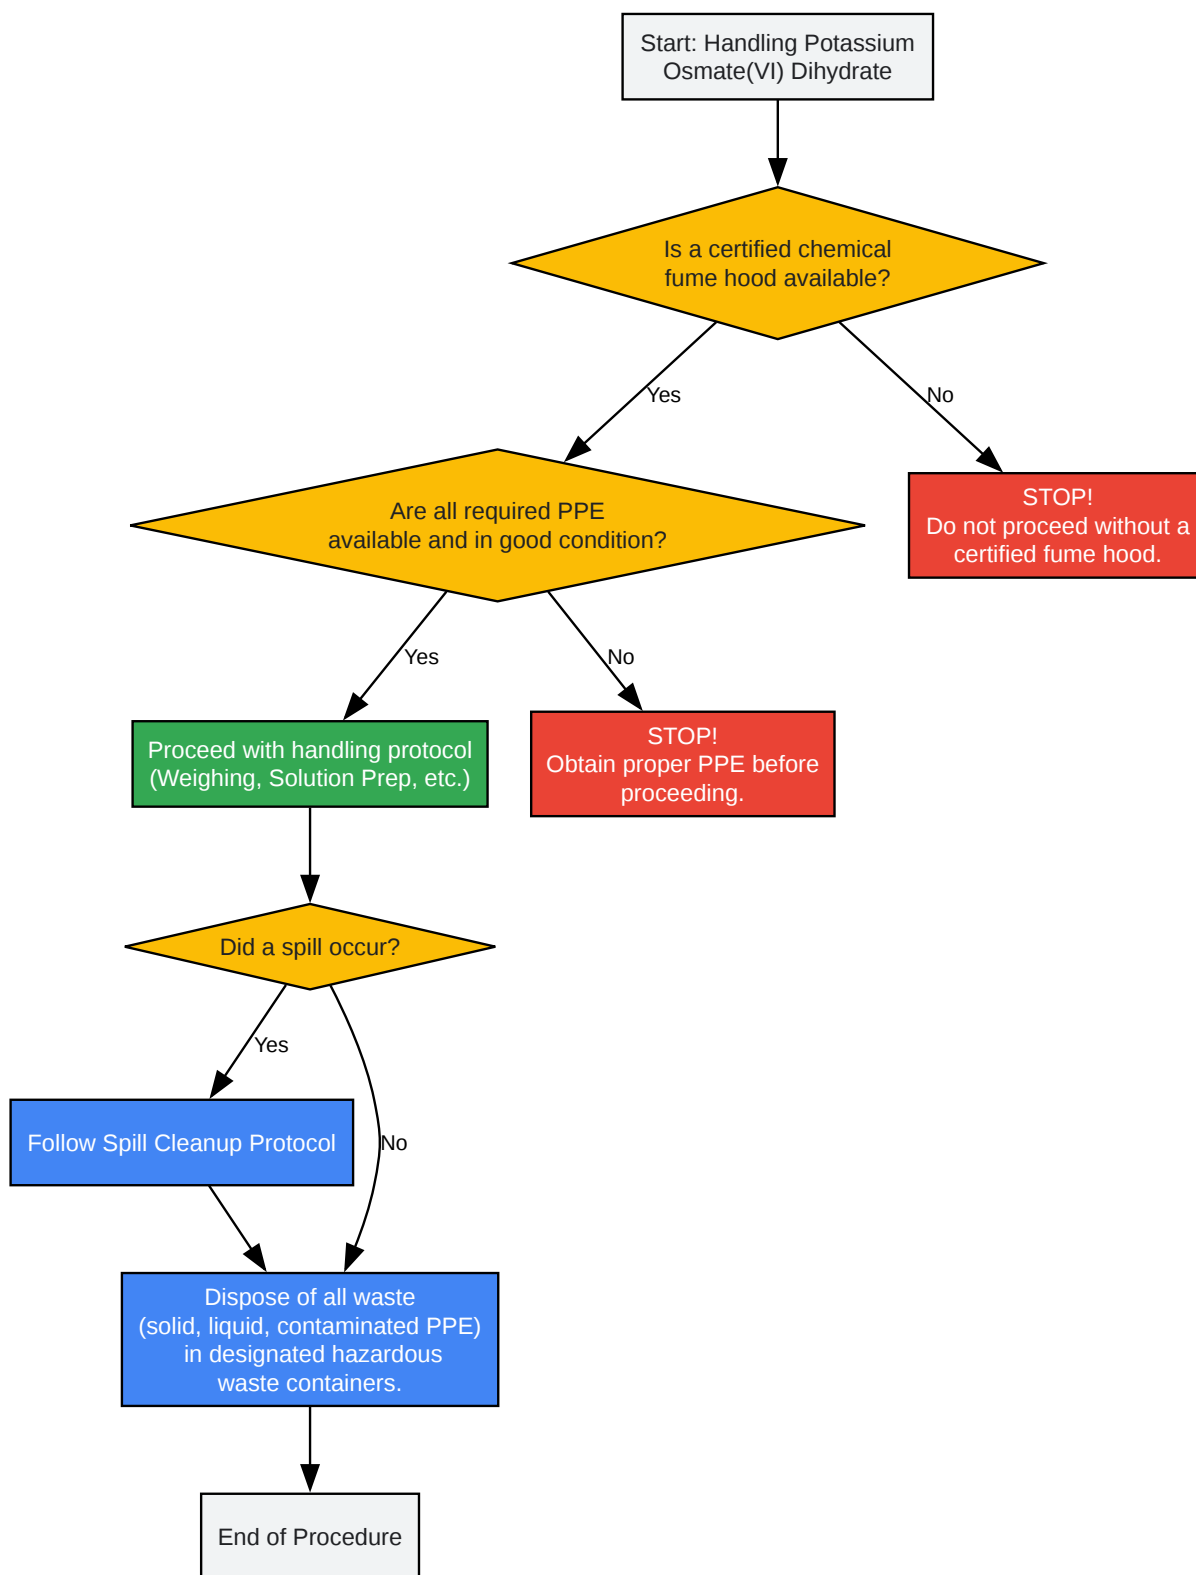 Start: Handling Potassium
Osmate(VI) Dihydrate
Is a certified chemical
fume hood available?
Yes
No
Are all required PPE
available and in good condition?
STOP!
Do not proceed without a
certified fume hood.
Yes
No
Proceed with handling protocol
(Weighing, Solution Prep, etc.)
STOP!
Obtain proper PPE before
proceeding.
Did a spill occur?
Yes
Follow Spill Cleanup Protocol
No
Dispose of all waste
(solid, liquid, contaminated PPE)
in designated hazardous
waste containers.
End of Procedure